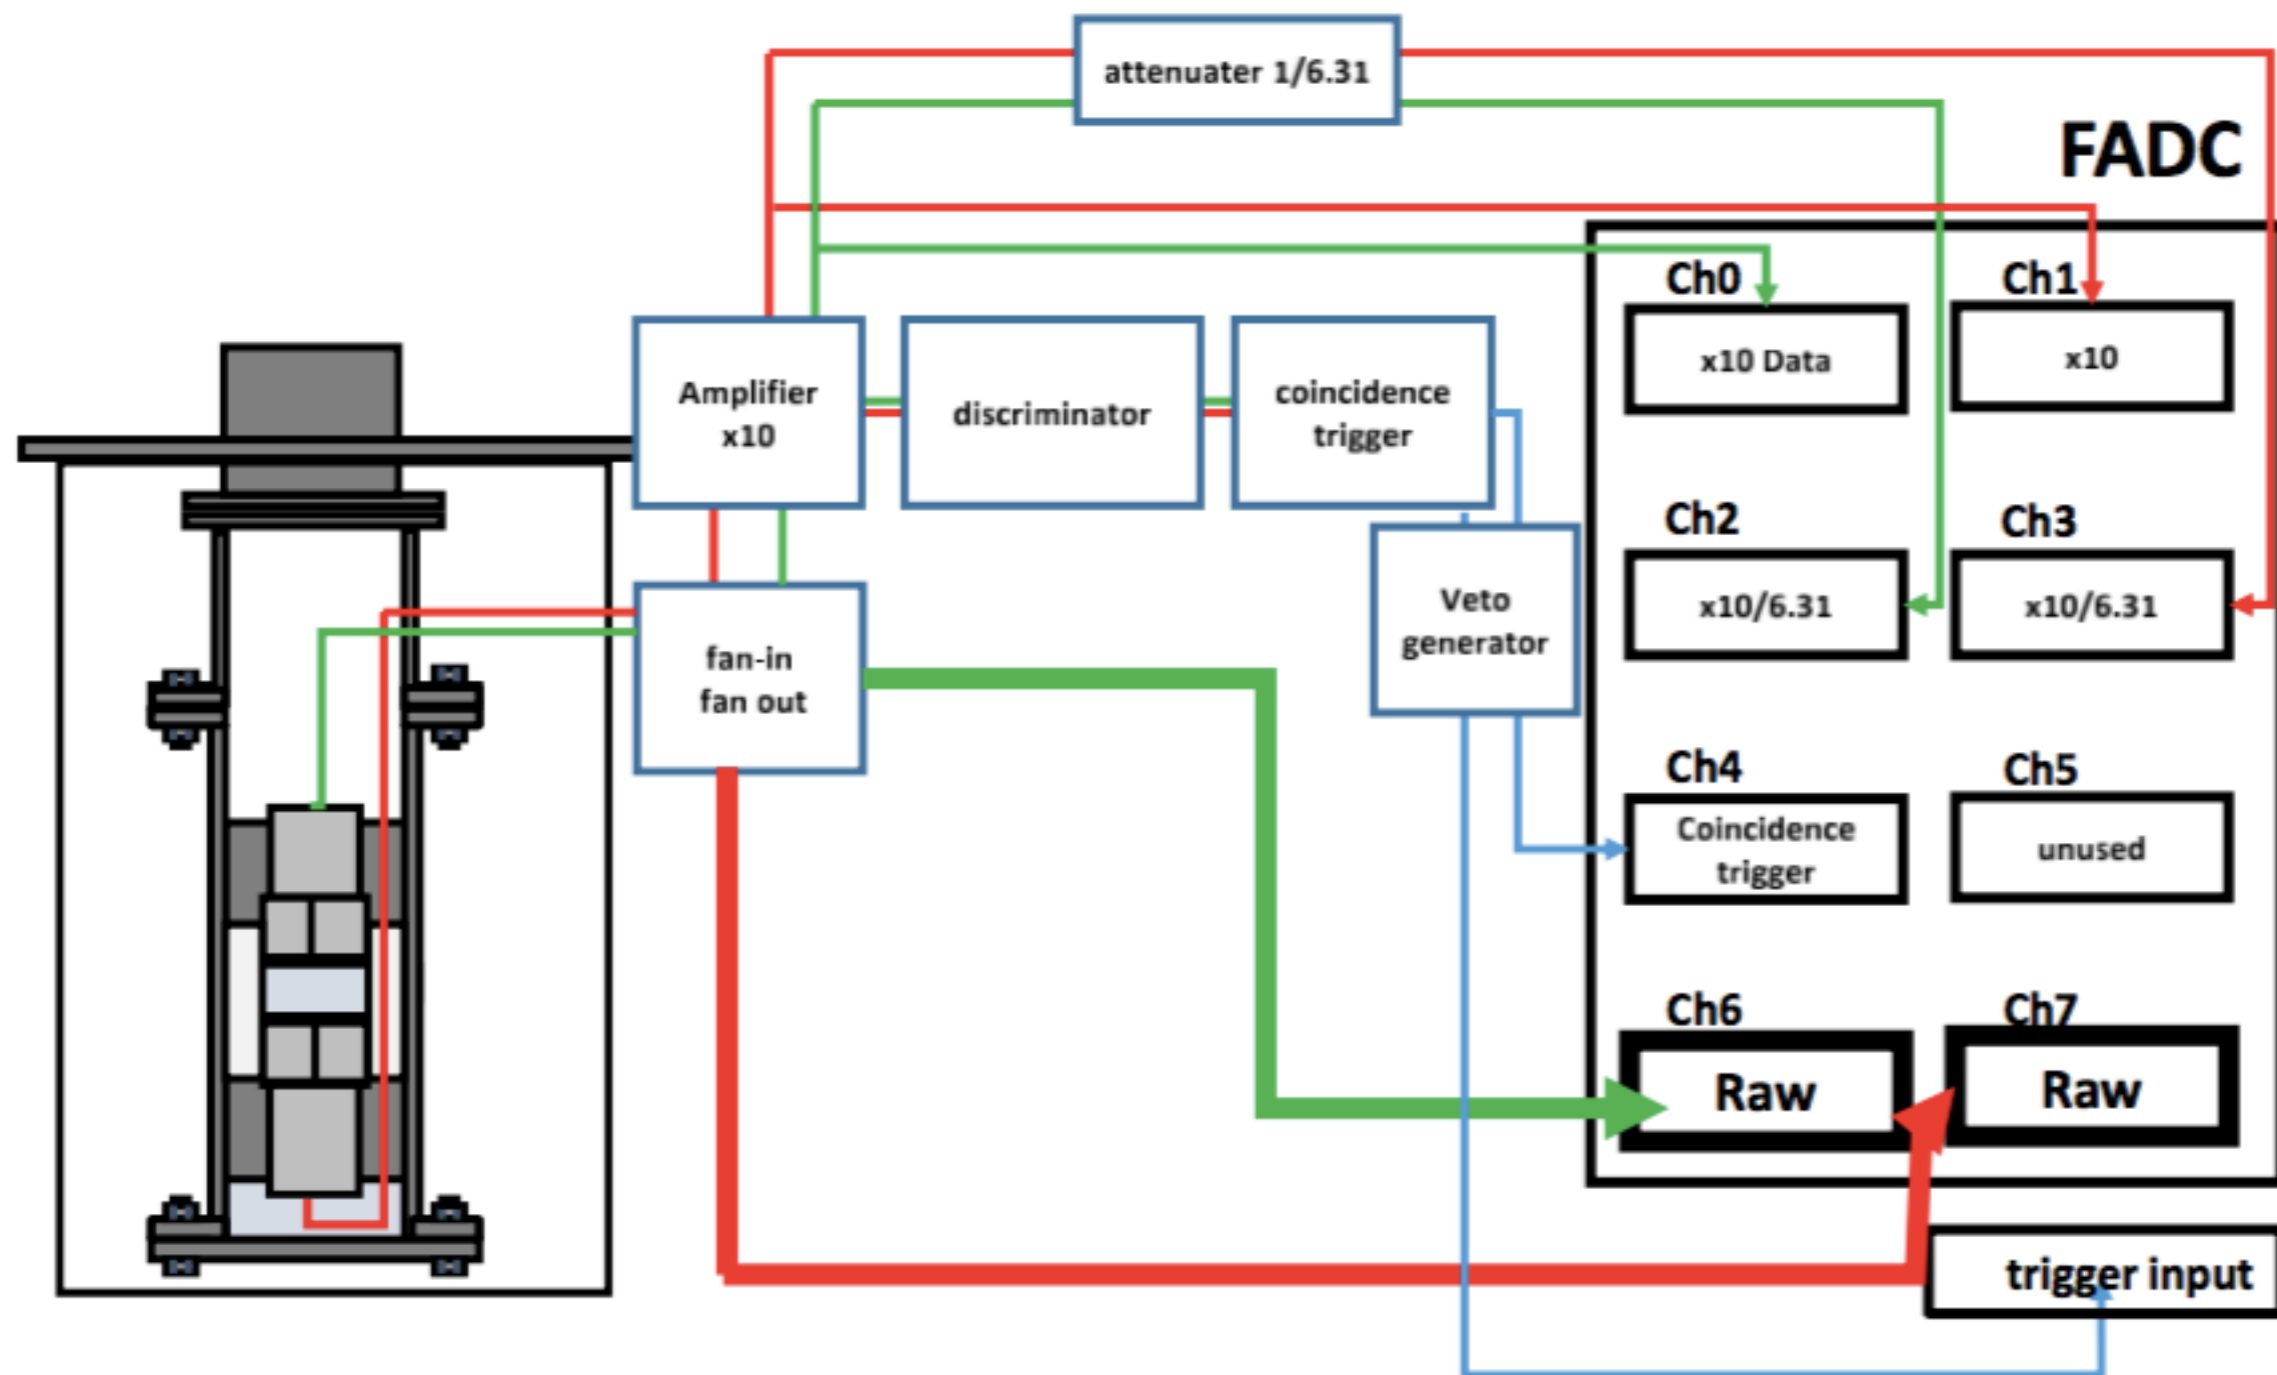 attenuater 1/6.31
FADC
Ch0
Ch1
x10 Data
x10
Amplifier
x10
discriminator
coincidence
trigger
Ch2
Ch3
x10/6.31
x10/6.31
Veto
generator
fan-in
fan out
Ch4
Ch5
Coincidence
trigger
unused
Ch6
Ch7
Raw
Raw
trigger input